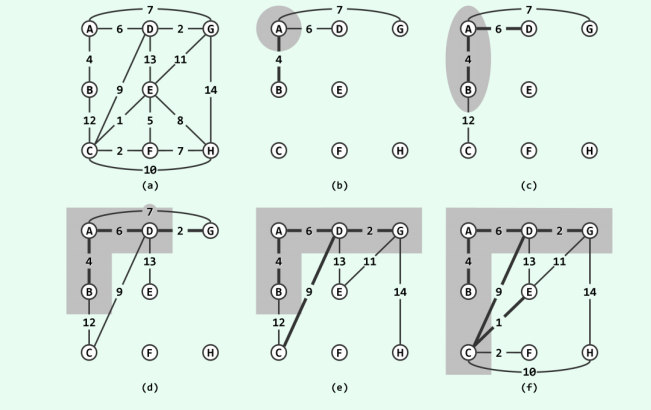 7 7 7
A 6 D 2 G A 6 D G A 6 D G
4 13 11 4 4
B 9 E 14 B E B E
12 1 5 8 12
C 2 F 7 H C F H C F H
10
(a) (b) (c)
7
A 6 D 2 G A 6 D 2 G A 6 D 2 G
4 13 4 13 11 4 13 11
B 9 E B 9 E 14 B 9 E 14
12 12 1
C F H C F H C 2 F H
10
(d) (e) (f)